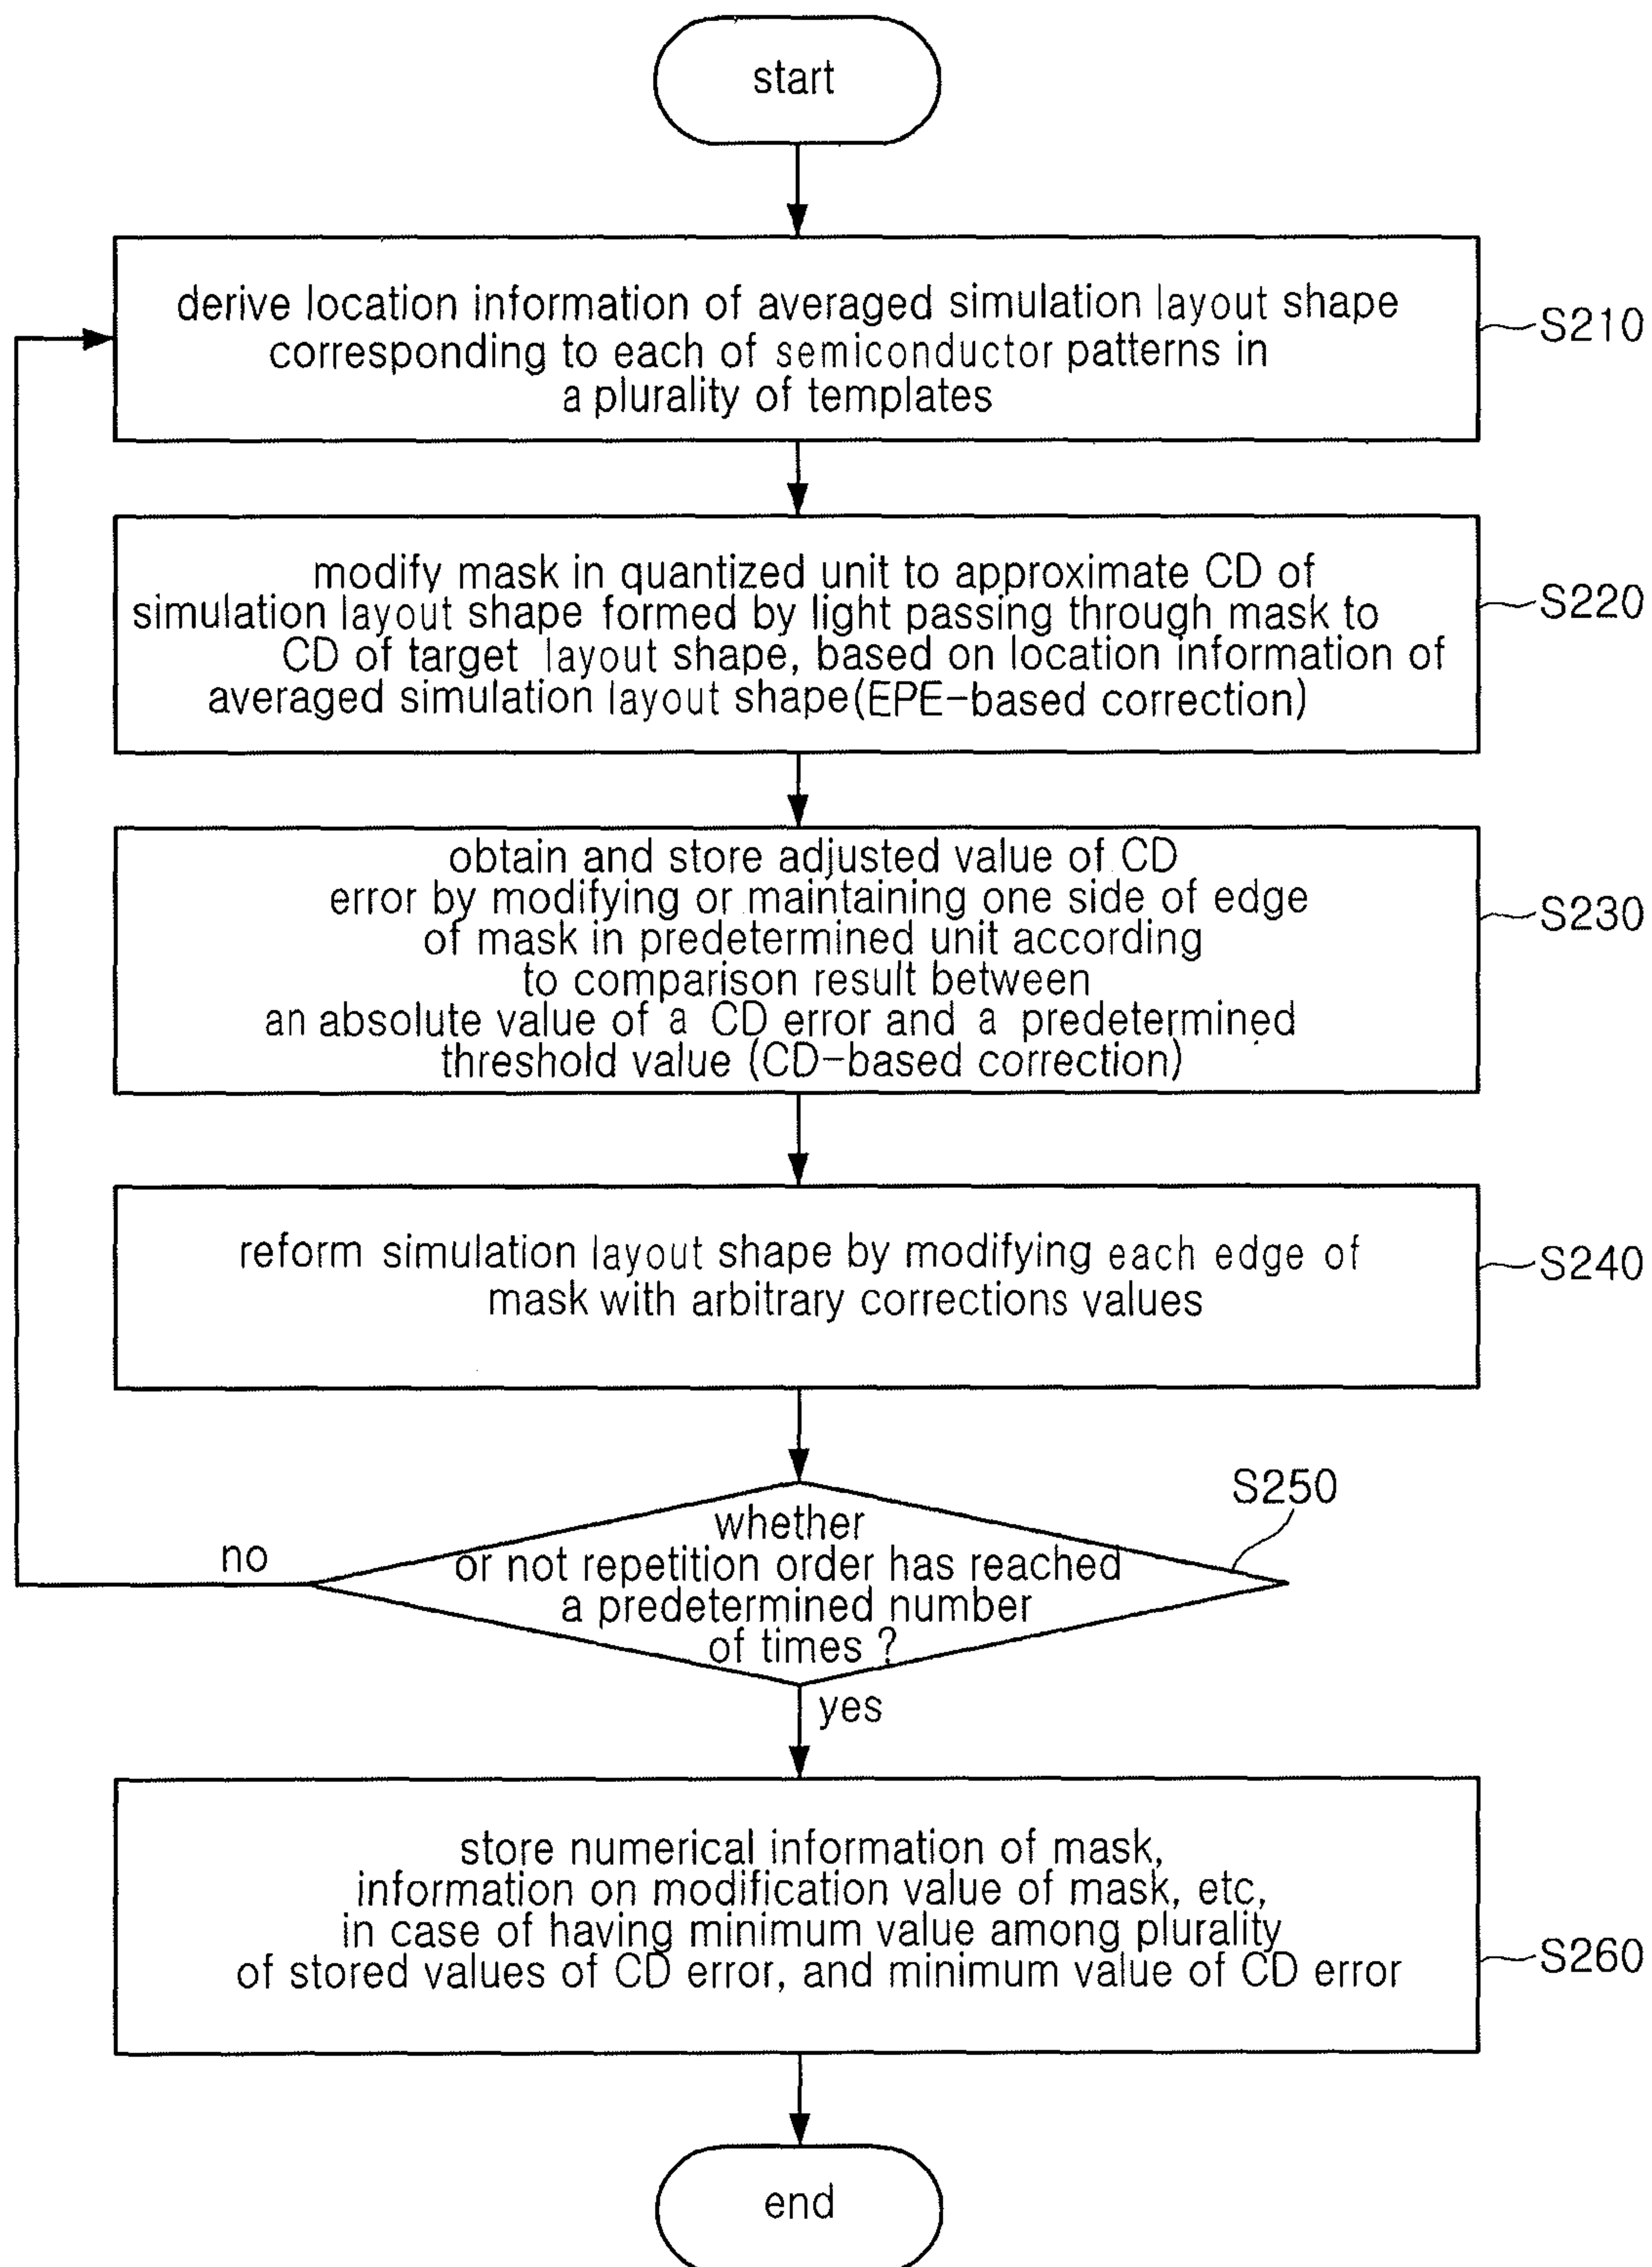 start
derive location information of averaged simulation layout shape
corresponding to each of semiconductor patterns in
a plurality of templates
S210
modify mask in quantized unit to approximate CD of
simulation layout shape formed by light passing through mask to
CD of target layout shape, based on location information of
averaged simulation layout shape(EPE-based correction)
S220
obtain and store adjusted value of CD
error by modifying or maintaining one side of edge
of mask in predetermined unit according
to comparison result between
an absolute value of a CD error and a predetermined
threshold value (CD-based correction)
S230
reform simulation layout shape by modifying each edge of
mask with arbitrary corrections values
S240
S250
whether
or not repetition order has reached
a predetermined number
of times ?
no
yes
store numerical information of mask,
information on modification value of mask, etc,
in case of having minimum value among plurality
of stored values of CD error, and minimum value of CD error
S260
end